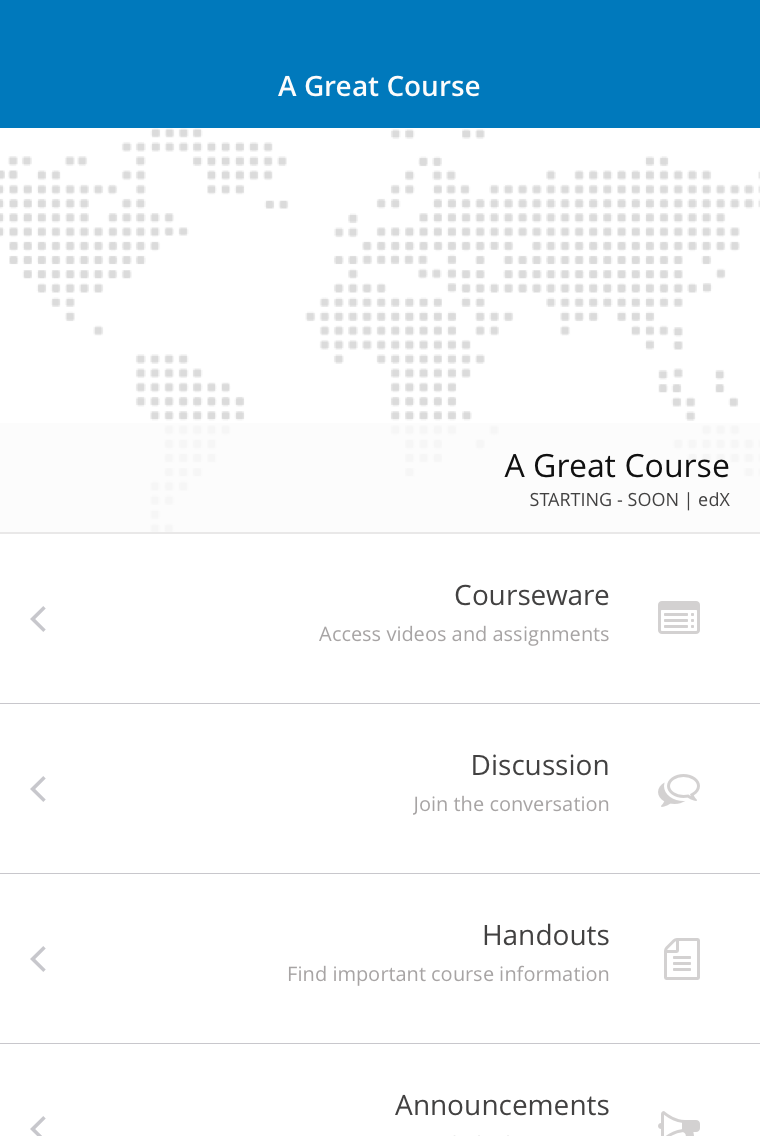 A Great Course
A Great Course
STARTING - SOON | edX
Courseware
Access videos and assignments
Discussion
Join the conversation
Handouts
Find important course information
Announcements